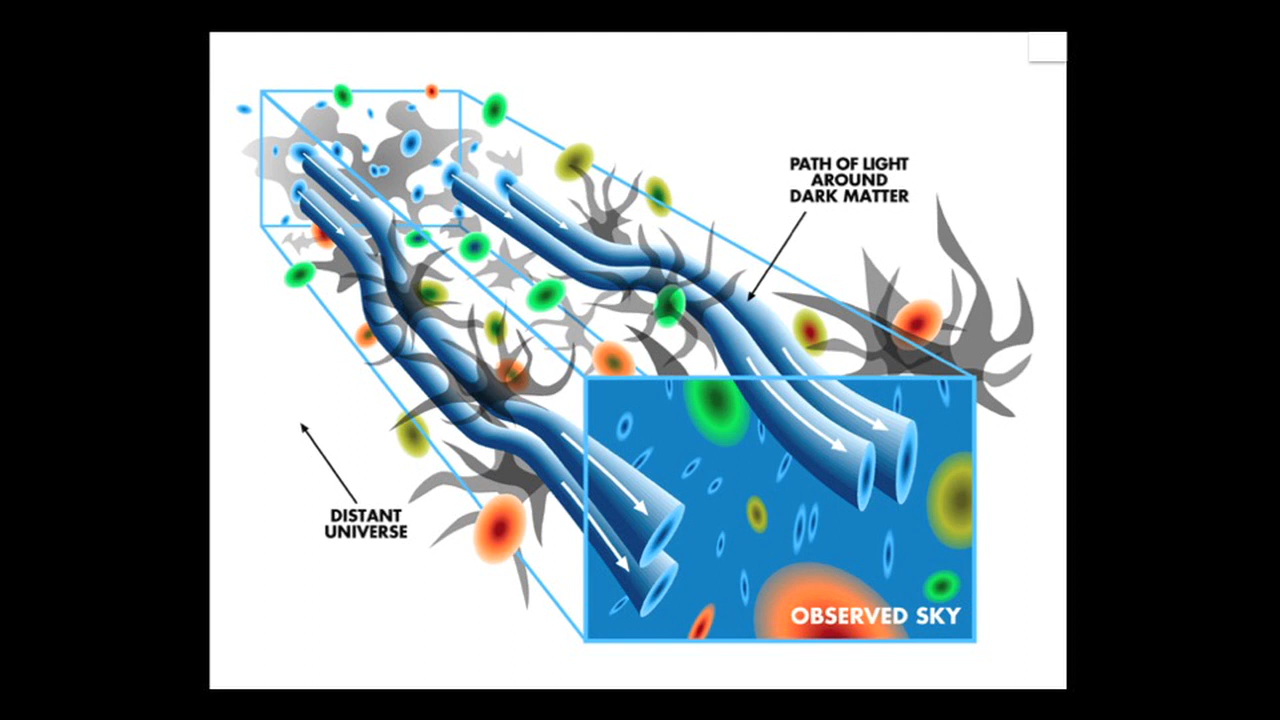 PATH OF LIGHT
AROUND
DARK MATTER
DISTANT
UNIVERSE
OBSERVED SKY